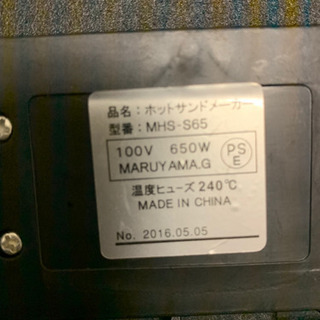 品名：ホットサンドメーカー
型番：MHS-S65
100V 650W
MARUYAMA.G
PS
E
温度ヒューズ 240℃
MADE IN CHINA
No. 2016.05.05